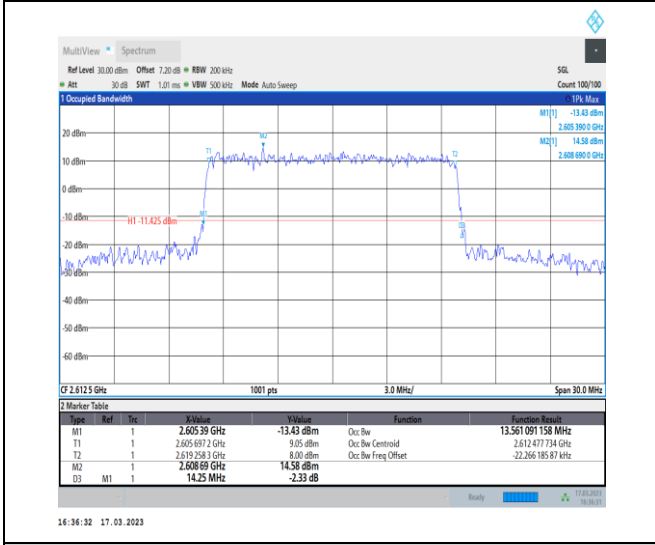 MultiView Spectrum
Ref Level 30.00 dBm Offset 7.20 dB RBW 200 kHz SGL
Att 30 dB SWT 1.01 ms VBW 500 kHz Mode Auto Sweep Count 100/100
1 Occupied Bandwidth 1Pk Max
M1[1] -13.43 dBm
2.605 390 0 GHz
M2[1] 14.58 dBm
2.608 690 0 GHz
20 dBm
M2
T1
T2
10 dBm
0 dBm
-10 dBm
M1
H1 -11.425 dBm
D3
-20 dBm
-30 dBm
-40 dBm
-50 dBm
-60 dBm
CF 2.612 5 GHz 1001 pts 3.0 MHz/ Span 30.0 MHz
2 Marker Table
Type Ref Trc X-Value Y-Value Function Function Result
M1 1 2.605 39 GHz -13.43 dBm Occ Bw 13.561 091 158 MHz
T1 1 2.605 697 2 GHz 9.05 dBm Occ Bw Centroid 2.612 477 734 GHz
T2 1 2.619 258 3 GHz 8.00 dBm Occ Bw Freq Offset -22.266 185 87 kHz
M2 1 2.608 69 GHz 14.58 dBm
D3 M1 1 14.25 MHz -2.33 dB
Ready 17.03.2023
16:36:31
16:36:32 17.03.2023